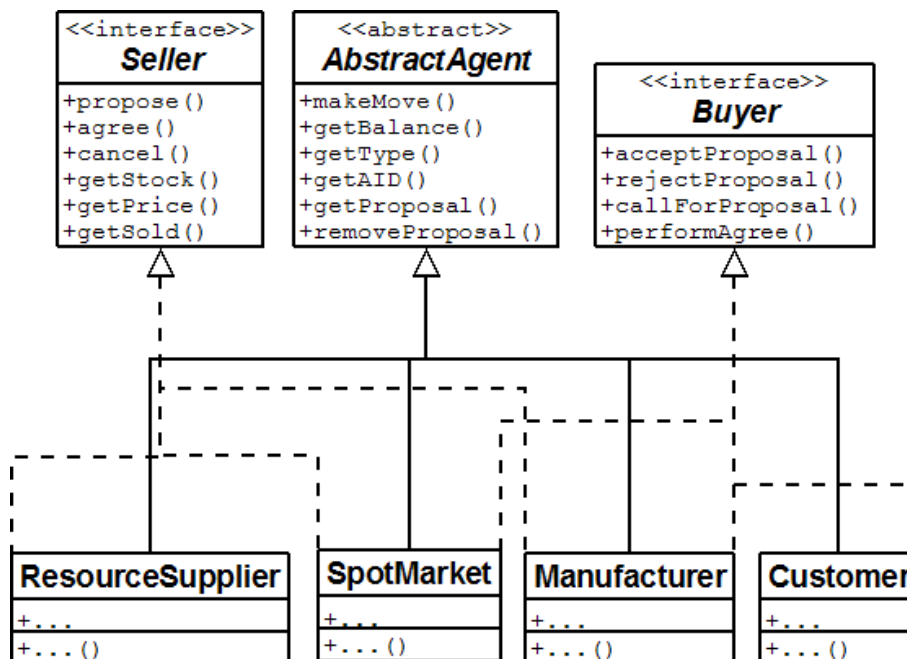 <<interface>>
Seller
+propose()
+agree()
+cancel()
+getStock()
+getPrice()
+getSold()
<<abstract>>
AbstractAgent
+makeMove()
+getBalance()
+getType()
+getAID()
+getProposal()
+removeProposal()
<<interface>>
Buyer
+acceptProposal()
+rejectProposal()
+callForProposal()
+performAgree()
ResourceSupplier
+...
+...()
SpotMarket
+...
+...()
Manufacturer
+...
+...()
Customer
+...
+...()